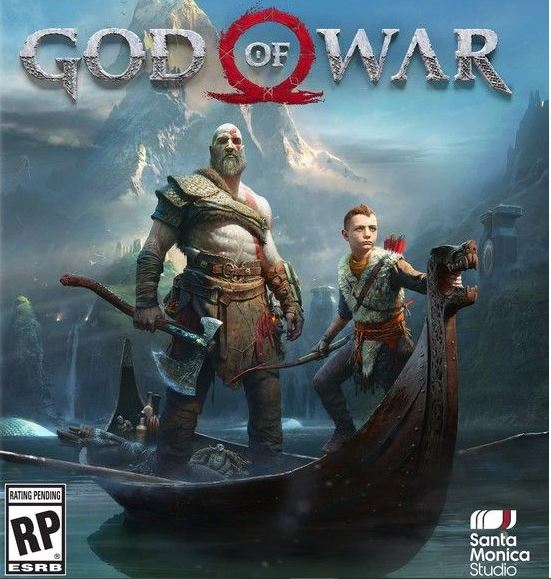 GOD OF WAR
RATING PENDING
RP
ESRB
Santa
Monica
Studio